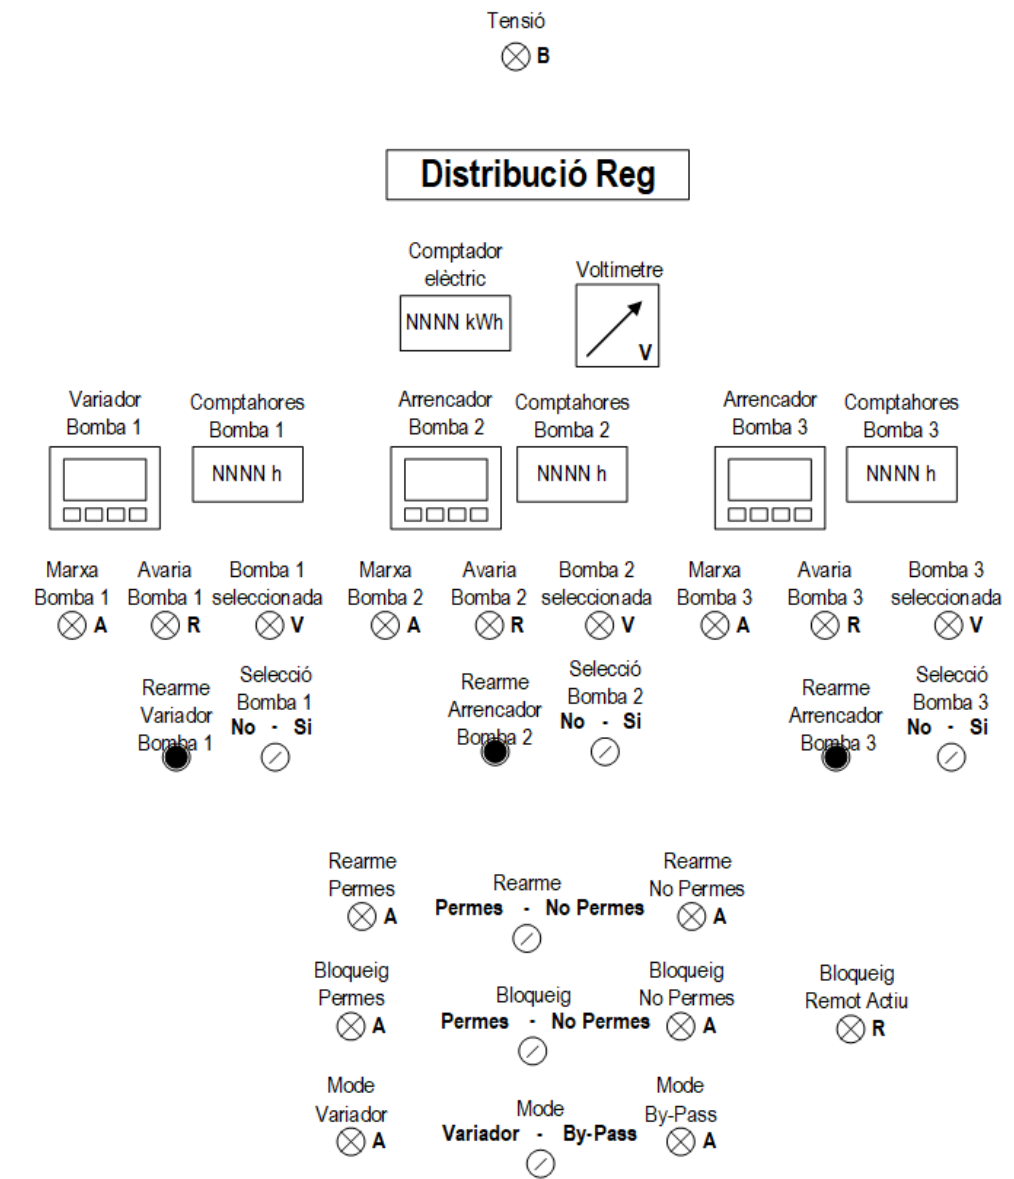 Tensió
B
Distribució Reg
Comptador
elèctric
NNNN kWh
Voltímetre
V
Variador
Bomba 1
Comptahores
Bomba 1
NNNN h
Arrencador
Bomba 2
Comptahores
Bomba 2
NNNN h
Arrencador
Bomba 3
Comptahores
Bomba 3
NNNN h
Marxa
Bomba 1
A
Avaria
Bomba 1
R
Bomba 1
seleccionada
V
Marxa
Bomba 2
A
Avaria
Bomba 2
R
Bomba 2
seleccionada
V
Marxa
Bomba 3
A
Avaria
Bomba 3
R
Bomba 3
seleccionada
V
Rearme
Variador
Bomba 1
Selecció
Bomba 1
No - Si
Rearme
Arrencador
Bomba 2
Selecció
Bomba 2
No - Si
Rearme
Arrencador
Bomba 3
Selecció
Bomba 3
No - Si
Rearme
Permes
A
Rearme
Permes - No Permes
Rearme
No Permes
A
Bloqueig
Permes
A
Bloqueig
Permes - No Permes
Bloqueig
No Permes
A
Bloqueig
Remot Actiu
R
Mode
Variador
A
Mode
Variador - By-Pass
Mode
By-Pass
A